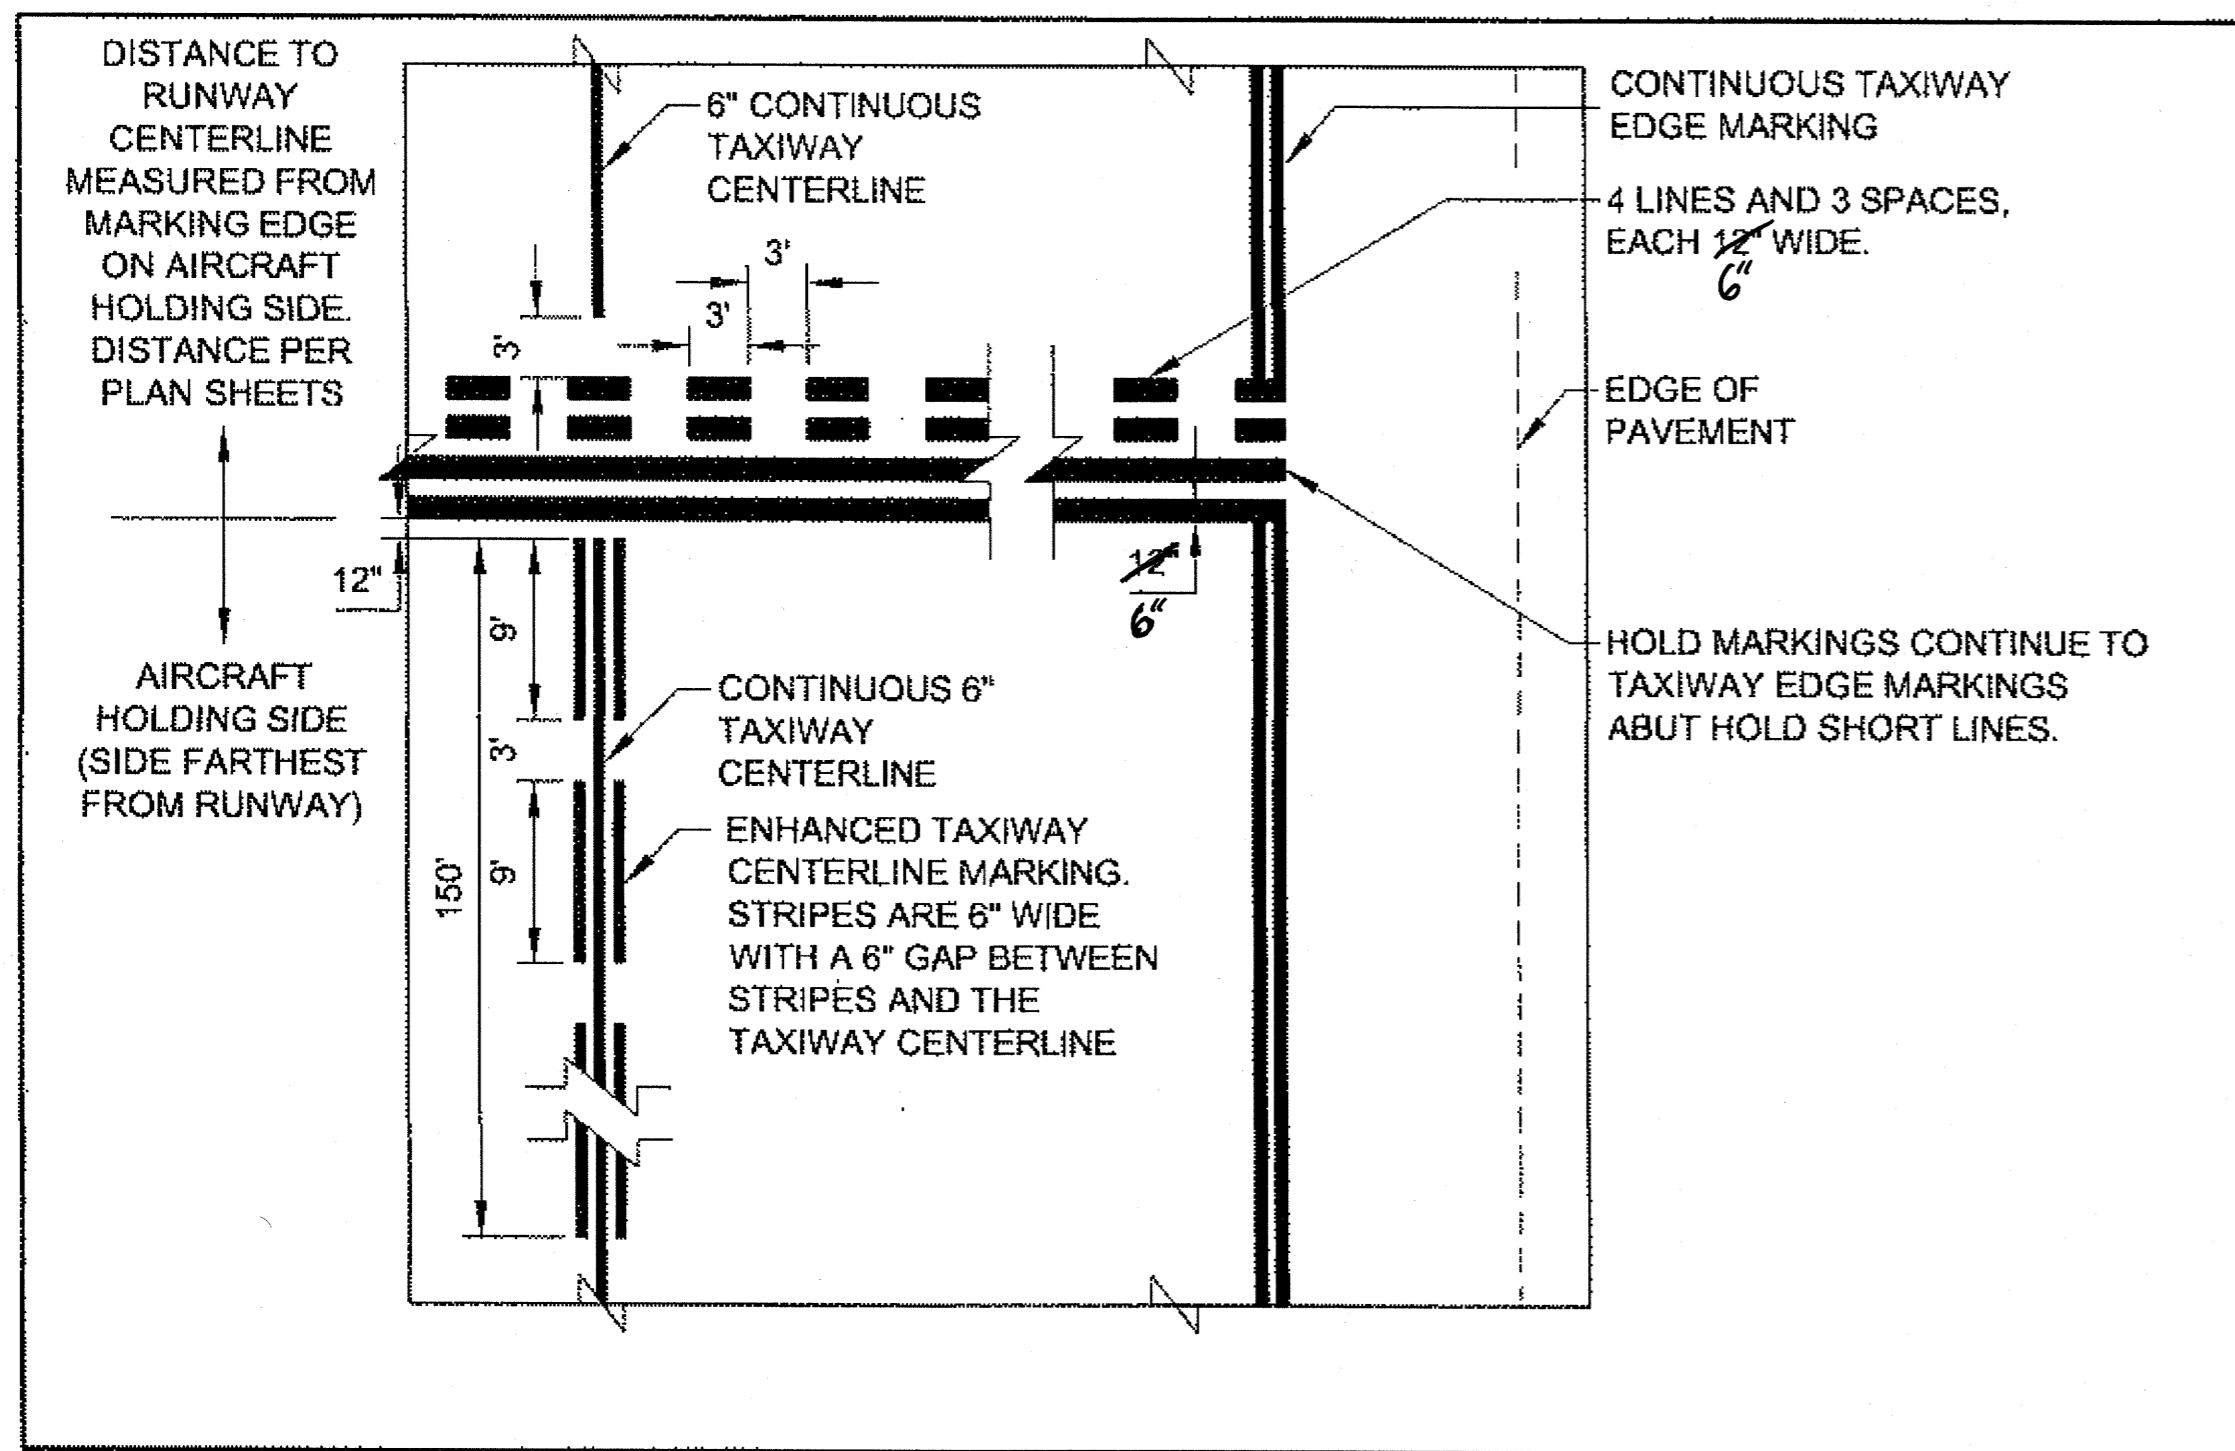 DISTANCE TO
RUNWAY
CENTERLINE
MEASURED FROM
MARKING EDGE
ON AIRCRAFT
HOLDING SIDE.
DISTANCE PER
PLAN SHEETS
AIRCRAFT
HOLDING SIDE
(SIDE FARTHEST
FROM RUNWAY)
6" CONTINUOUS
TAXIWAY
CENTERLINE
3'
3'
3'
12"
9'
3'
9'
150'
CONTINUOUS 6"
TAXIWAY
CENTERLINE
ENHANCED TAXIWAY
CENTERLINE MARKING.
STRIPES ARE 6" WIDE
WITH A 6" GAP BETWEEN
STRIPES AND THE
TAXIWAY CENTERLINE
12"
6"
CONTINUOUS TAXIWAY
EDGE MARKING
4 LINES AND 3 SPACES,
EACH 12" WIDE.
6"
EDGE OF
PAVEMENT
HOLD MARKINGS CONTINUE TO
TAXIWAY EDGE MARKINGS
ABUT HOLD SHORT LINES.